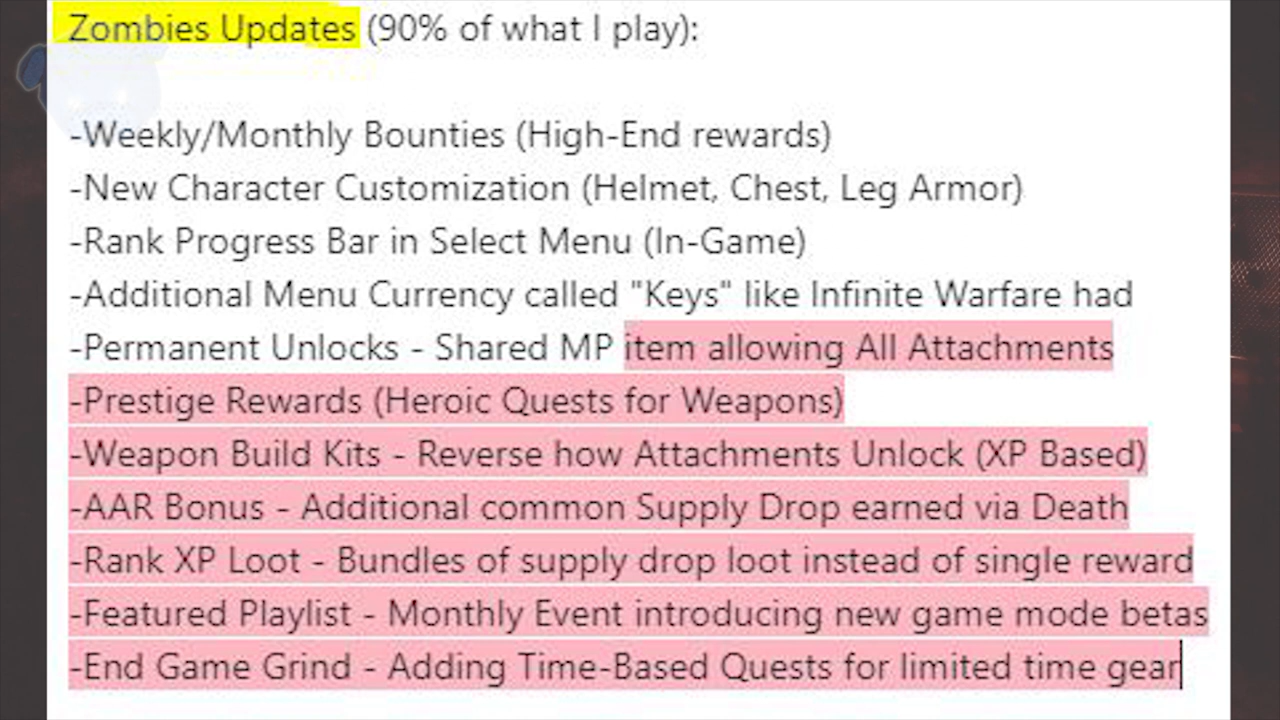 Zombies Updates (90% of what I play):
-Weekly/Monthly Bounties (High-End rewards)
-New Character Customization (Helmet, Chest, Leg Armor)
-Rank Progress Bar in Select Menu (In-Game)
-Additional Menu Currency called "Keys" like Infinite Warfare had
-Permanent Unlocks - Shared MP item allowing All Attachments
-Prestige Rewards (Heroic Quests for Weapons)
-Weapon Build Kits - Reverse how Attachments Unlock (XP Based)
-AAR Bonus - Additional common Supply Drop earned via Death
-Rank XP Loot - Bundles of supply drop loot instead of single reward
-Featured Playlist - Monthly Event introducing new game mode betas
-End Game Grind - Adding Time-Based Quests for limited time gear